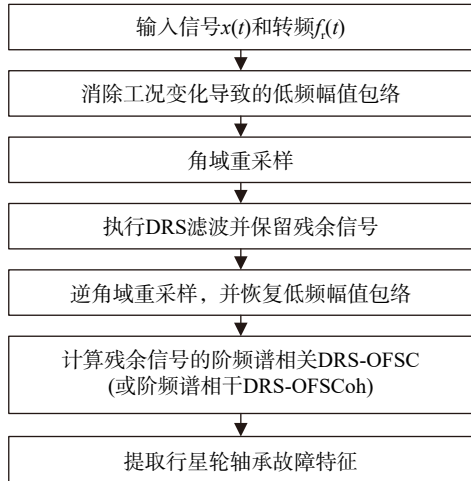 输入信号x(t)和转频fr(t)
消除工况变化导致的低频幅值包络
角域重采样
执行DRS滤波并保留残余信号
逆角域重采样，并恢复低频幅值包络
计算残余信号的阶频谱相关DRS-OFSC
(或阶频谱相干DRS-OFSCoh)
提取行星轮轴承故障特征